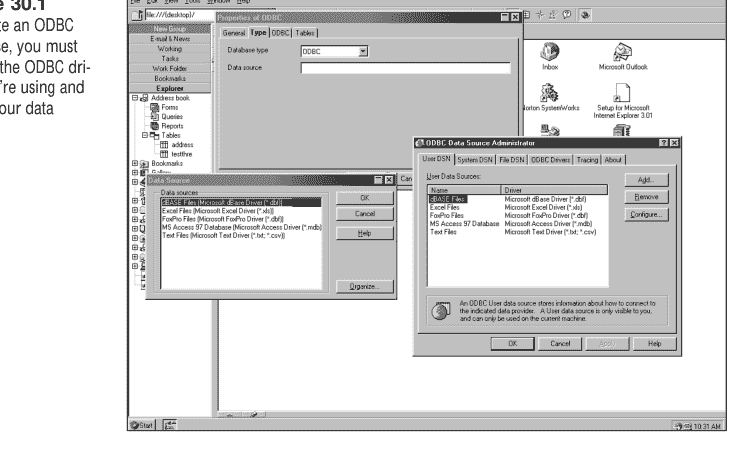 e 30.1
te an ODBC
se, you must
the ODBC dri-
're using and
our data
File Edit View Tools Window Help
file:///(desktop)/
New Group
E-mail & News
Working
Tasks
Work Folder
Bookmarks
Explorer
Address book
Forms
Queries
Reports
Tables
address
testthre
Bookmarks
Properties of ODBC
General Type ODBC Tables
Database type ODBC
Data source
Inbox
Microsoft Outlook
Norton SystemWorks
Setup for Microsoft
Internet Explorer 3.01
Data Source
Data sources
dBASE Files (Microsoft dBase Driver (*.dbf))
Excel Files (Microsoft Excel Driver (*.xls))
FoxPro Files (Microsoft FoxPro Driver (*.dbf))
MS Access 97 Database (Microsoft Access Driver (*.mdb)
Text Files (Microsoft Text Driver (*.txt; *.csv))
OK
Cancel
Help
Organize...
Can
ODBC Data Source Administrator
User DSN System DSN File DSN ODBC Drivers Tracing About
User Data Sources:
Name Driver
dBASE Files Microsoft dBase Driver (*.dbf)
Excel Files Microsoft Excel Driver (*.xls)
FoxPro Files Microsoft FoxPro Driver (*.dbf)
MS Access 97 Database Microsoft Access Driver (*.mdb)
Text Files Microsoft Text Driver (*.txt; *.csv)
Add...
Remove
Configure...
An ODBC User data source stores information about how to connect to
the indicated data provider. A User data source is only visible to you,
and can only be used on the current machine.
OK Cancel Apply Help
Start
10:31 AM